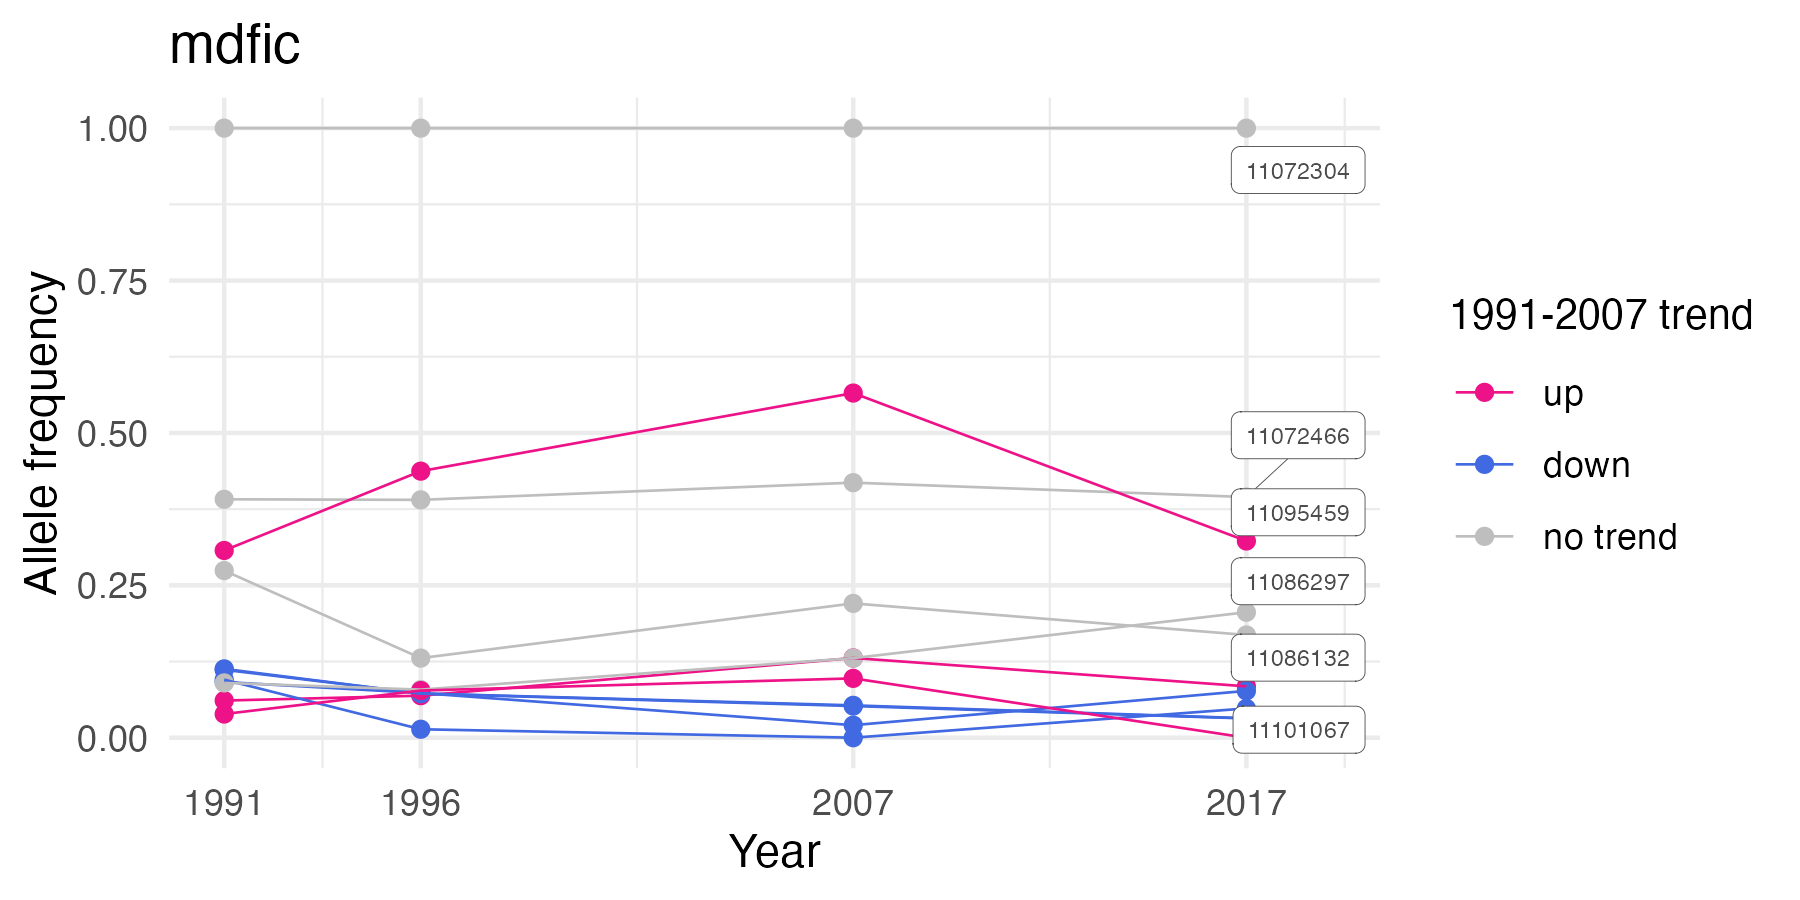 mdfic
1.00
0.75
0.50
0.25
0.00
Allele frequency
11072304
11072466
11095459
11086297
11086132
11101067
1991 1996 2007 2017
Year
1991-2007 trend
up
down
no trend